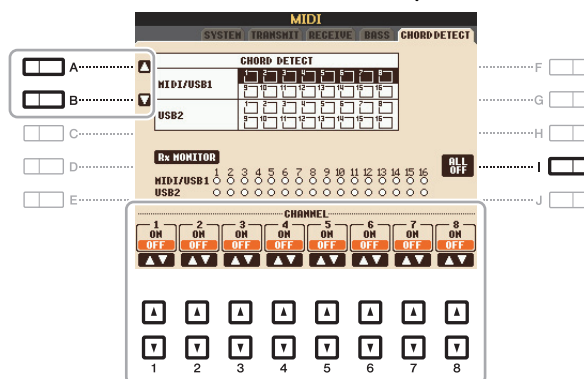 MIDI
SYSTEM TRANSMIT RECEIVE BASS CHORD DETECT
CHORD DETECT
MIDI/USB1
1 2 3 4 5 6 7 8
9 10 11 12 13 14 15 16
USB2
1 2 3 4 5 6 7 8
9 10 11 12 13 14 15 16
A
B
C
D
E
F
G
H
I
J
Rx MONITOR
ALL OFF
1 2 3 4 5 6 7 8 9 10 11 12 13 14 15 16
MIDI/USB1
USB2
CHANNEL
1 2 3 4 5 6 7 8
ON ON ON ON ON ON ON ON
OFF OFF OFF OFF OFF OFF OFF OFF
1 2 3 4 5 6 7 8